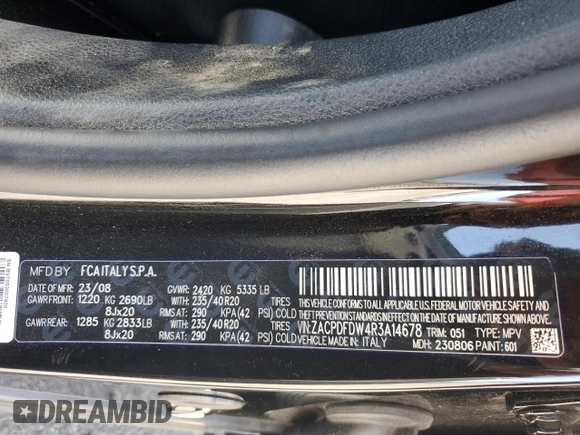 MFD BY FCA ITALY S.P.A.
DATE OF MFR: 23/08 GVWR: 2420 KG 5335 LB
GAWR FRONT: 1220 KG 2690LB WITH 235/40R20 TIRES
8Jx20 RIMS AT: 290 KPA(42 PSI) COLD
GAWR REAR: 1285 KG 2833LB WITH 235/40R20 TIRES
8Jx20 RIMS AT: 290 KPA(42 PSI) COLD
THIS VEHICLE CONFORMS TO ALL APPLICABLE U.S. FEDERAL MOTOR VEHICLE SAFETY, BUMPER, AND THEFT
PREVENTION STANDARDS IN EFFECT ON THE DATE OF MANUFACTURE SHOWN ABOVE.
VIN: ZACPDFDW4R3A14678 TRIM: 051 TYPE: MPV
VEHICLE MADE IN: ITALY MDH: 230806 PAINT: 601
DREAMBID